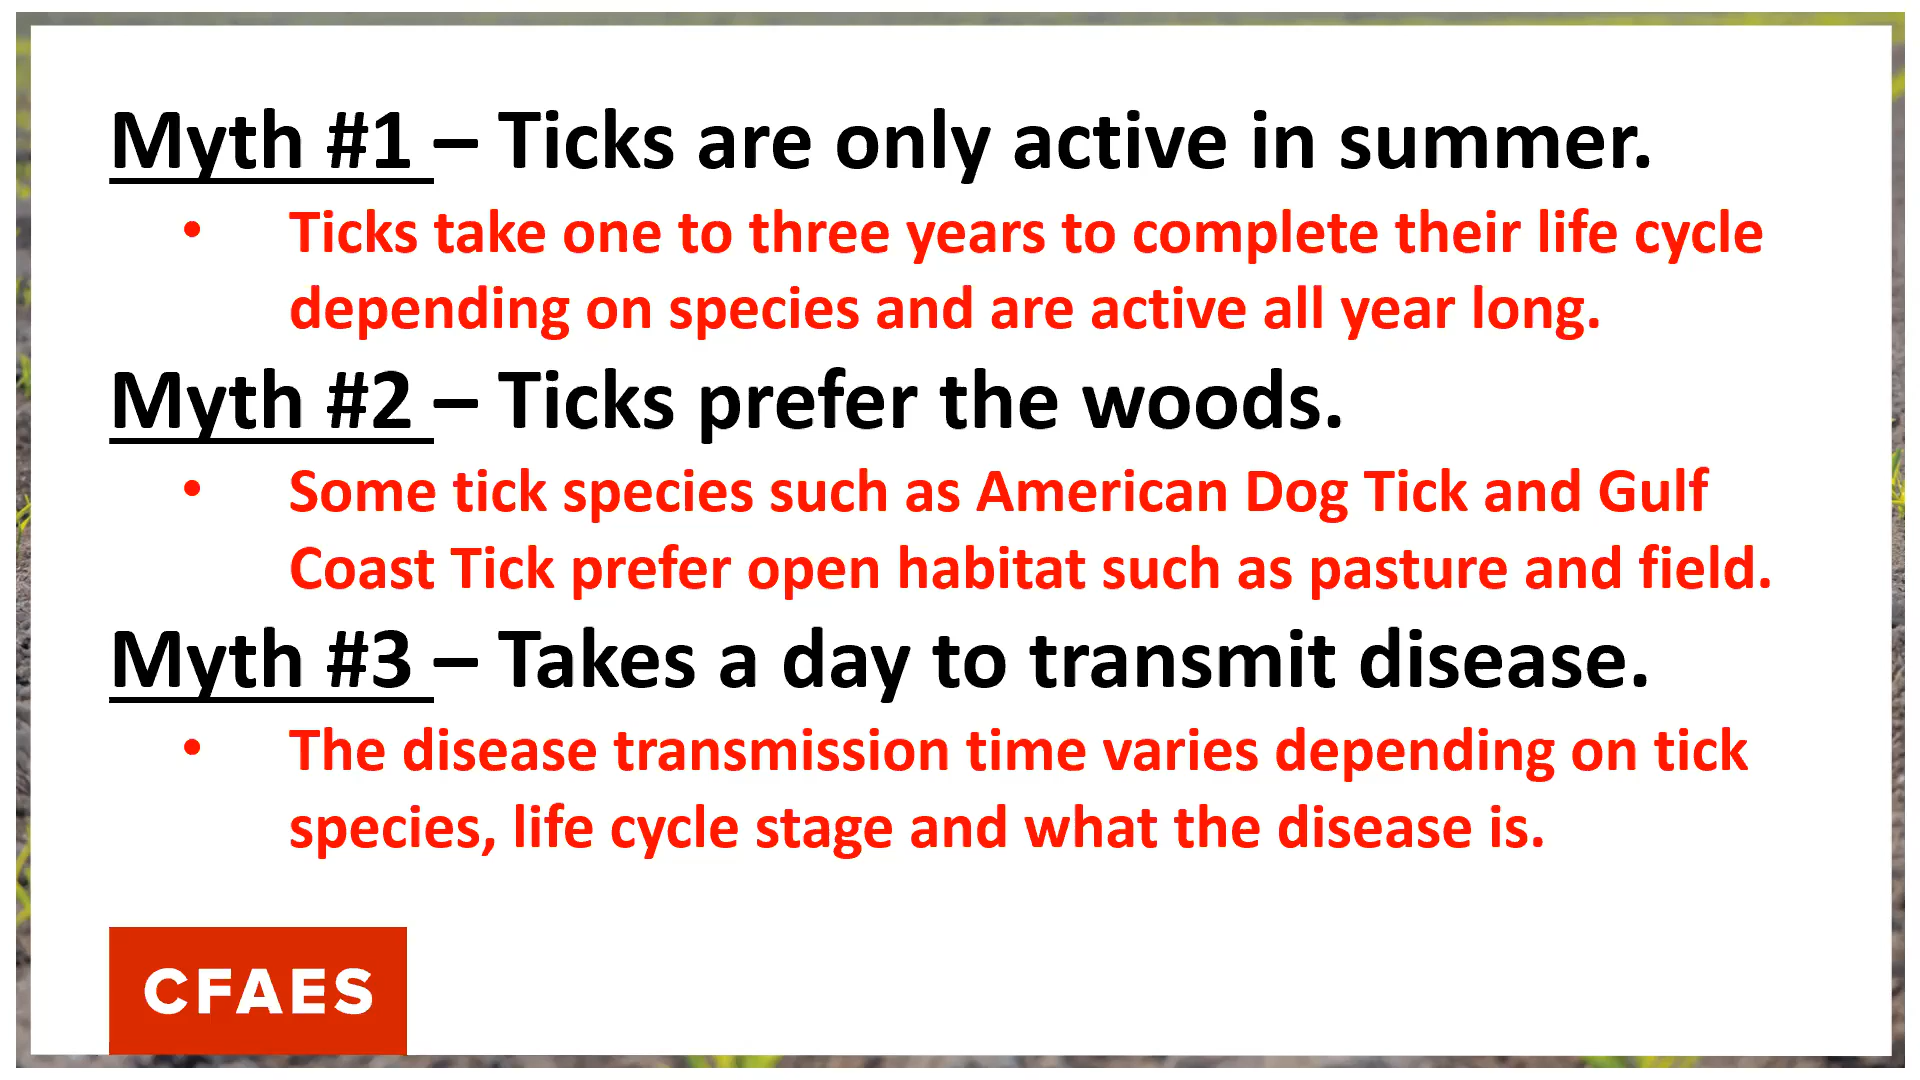 Myth #1 – Ticks are only active in summer.
• Ticks take one to three years to complete their life cycle
depending on species and are active all year long.
Myth #2 – Ticks prefer the woods.
• Some tick species such as American Dog Tick and Gulf
Coast Tick prefer open habitat such as pasture and field.
Myth #3 – Takes a day to transmit disease.
• The disease transmission time varies depending on tick
species, life cycle stage and what the disease is.
CFAES